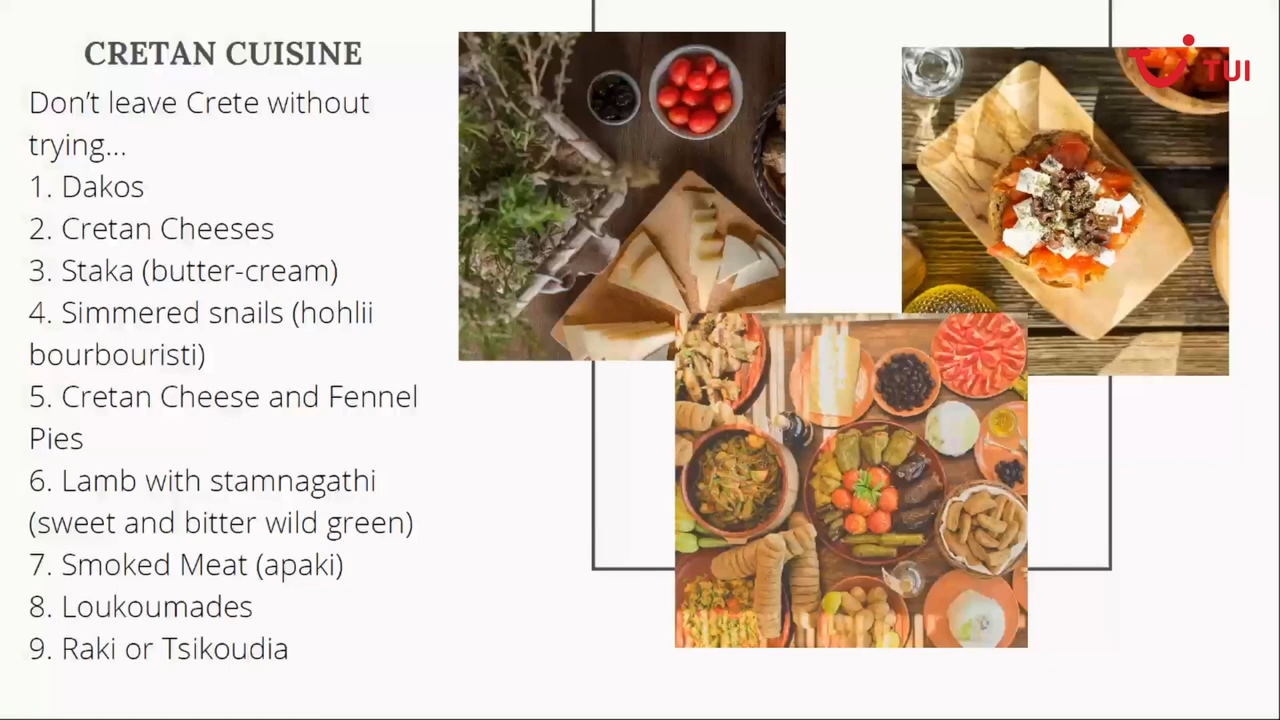 CRETAN CUISINE
Don’t leave Crete without
trying...
1. Dakos
2. Cretan Cheeses
3. Staka (butter-cream)
4. Simmered snails (hohlii
bourbouristi)
5. Cretan Cheese and Fennel
Pies
6. Lamb with stamnagathi
(sweet and bitter wild green)
7. Smoked Meat (apaki)
8. Loukoumades
9. Raki or Tsikoudia
TUI